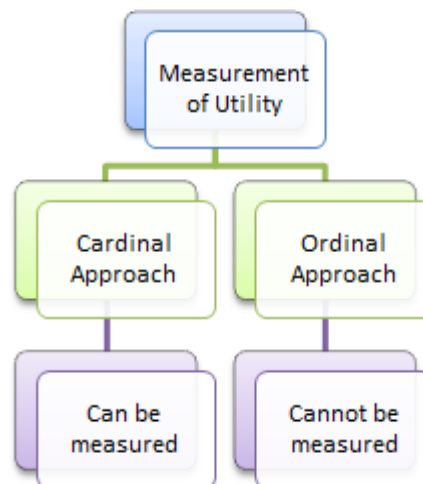 Measurement
of Utility
Cardinal
Approach
Ordinal
Approach
Can be
measured
Cannot be
measured